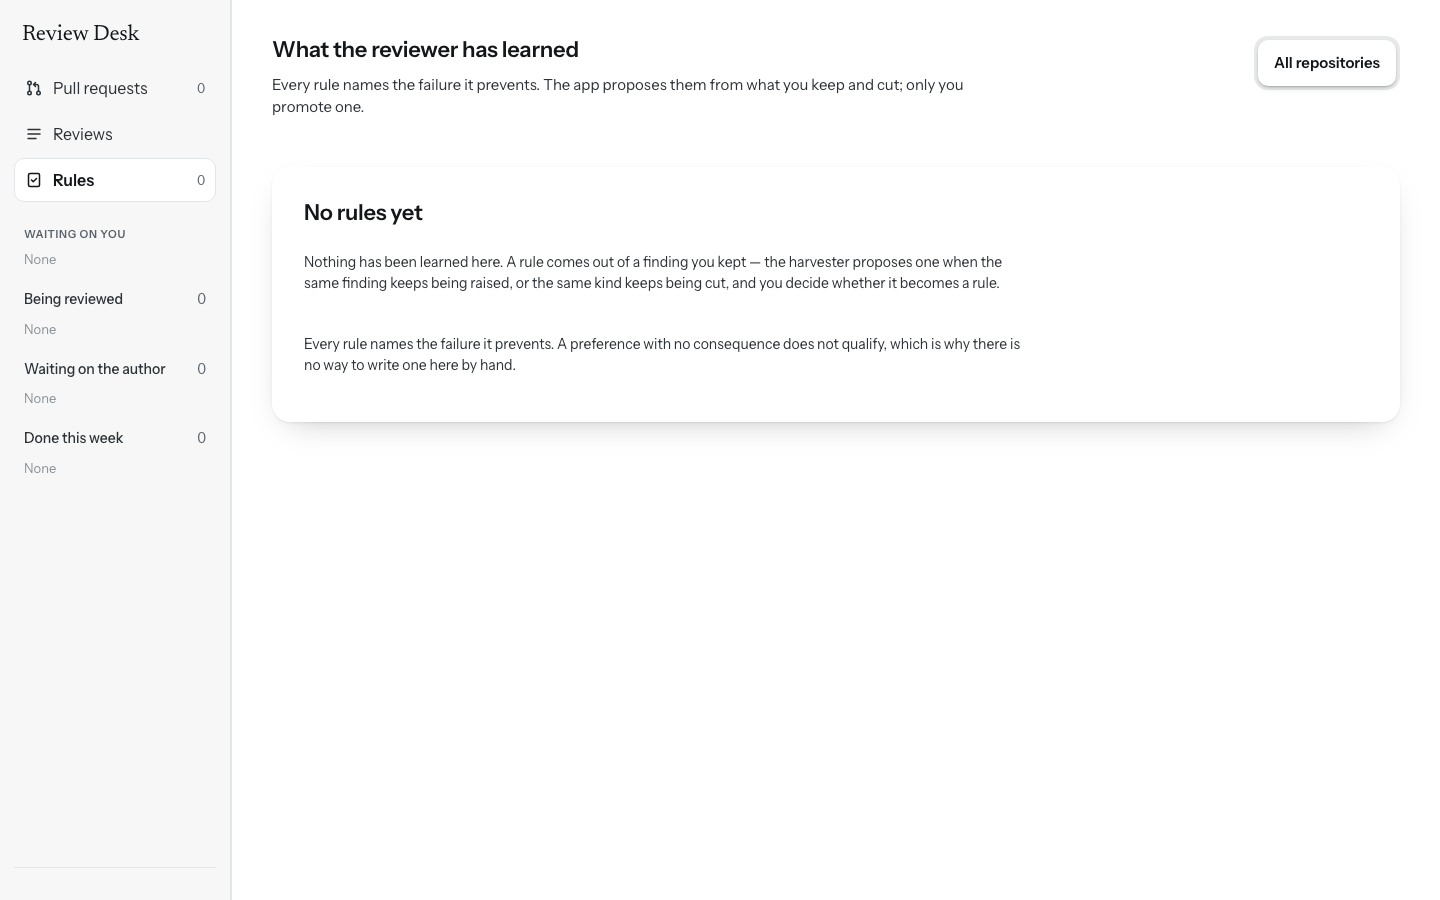 Review Desk
Pull requests 0
Reviews
Rules 0
WAITING ON YOU
None
Being reviewed 0
None
Waiting on the author 0
None
Done this week 0
None
What the reviewer has learned
Every rule names the failure it prevents. The app proposes them from what you keep and cut; only you
promote one.
All repositories
No rules yet
Nothing has been learned here. A rule comes out of a finding you kept — the harvester proposes one when the
same finding keeps being raised, or the same kind keeps being cut, and you decide whether it becomes a rule.
Every rule names the failure it prevents. A preference with no consequence does not qualify, which is why there is
no way to write one here by hand.